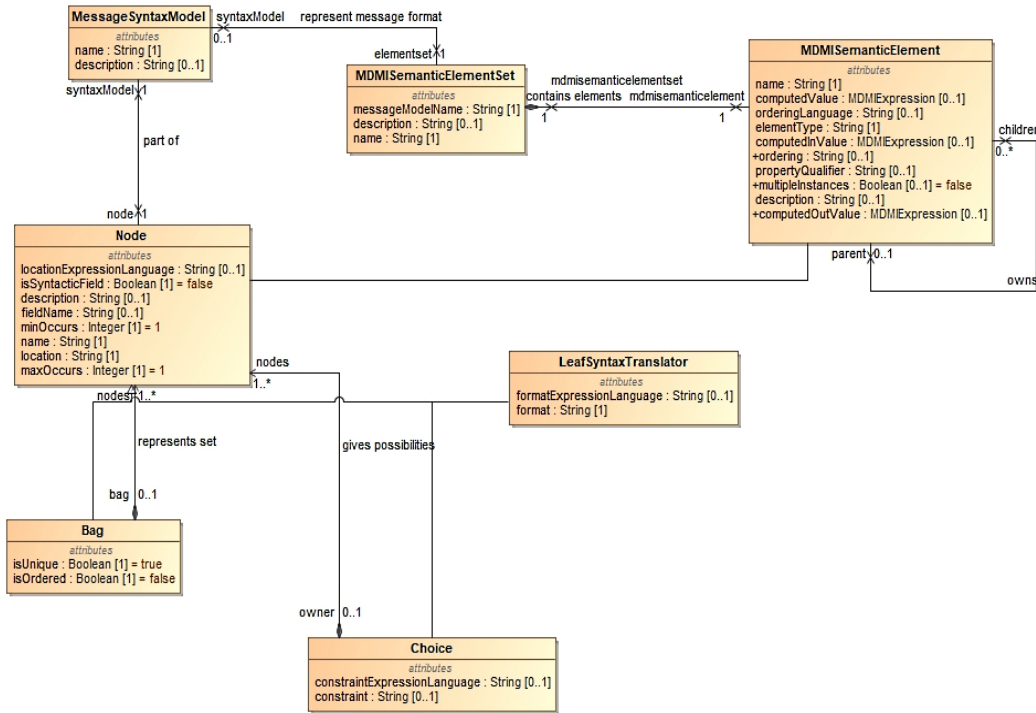 MessageSyntaxModel
attributes
name : String [1]
description : String [0..1]
syntaxModel
0..1
represent message format
elementset 1
MDMISemanticElementSet
attributes
messageModelName : String [1]
description : String [0..1]
name : String [1]
mdmisemanticelementset
contains elements
mdmisemanticelement
1
1
MDMISemanticElement
attributes
name : String [1]
computedValue : MDMIExpression [0..1]
orderingLanguage : String [0..1]
elementType : String [1]
computedInValue : MDMIExpression [0..1]
+ordering : String [0..1]
propertyQualifier : String [0..1]
+multipleInstances : Boolean [0..1] = false
description : String [0..1]
+computedOutValue : MDMIExpression [0..1]
children
0..*
parent 0..1
owns
syntaxModel 1
part of
node 1
Node
attributes
locationExpressionLanguage : String [0..1]
isSyntacticField : Boolean [1] = false
description : String [0..1]
fieldName : String [0..1]
minOccurs : Integer [1] = 1
name : String [1]
location : String [1]
maxOccurs : Integer [1] = 1
nodes
1..*
nodes 1..*
LeafSyntaxTranslator
attributes
formatExpressionLanguage : String [0..1]
format : String [1]
represents set
gives possibilities
bag 0..1
Bag
attributes
isUnique : Boolean [1] = true
isOrdered : Boolean [1] = false
owner 0..1
Choice
attributes
constraintExpressionLanguage : String [0..1]
constraint : String [0..1]